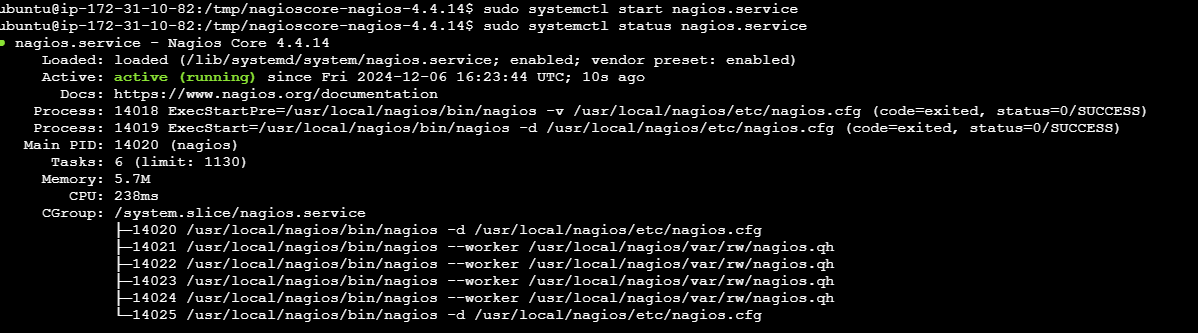 ubuntu@ip-172-31-10-82:/tmp/nagioscore-nagios-4.4.14$ sudo systemctl start nagios.service
ubuntu@ip-172-31-10-82:/tmp/nagioscore-nagios-4.4.14$ sudo systemctl status nagios.service
● nagios.service - Nagios Core 4.4.14
     Loaded: loaded (/lib/systemd/system/nagios.service; enabled; vendor preset: enabled)
     Active: active (running) since Fri 2024-12-06 16:23:44 UTC; 10s ago
       Docs: https://www.nagios.org/documentation
    Process: 14018 ExecStartPre=/usr/local/nagios/bin/nagios -v /usr/local/nagios/etc/nagios.cfg (code=exited, status=0/SUCCESS)
    Process: 14019 ExecStart=/usr/local/nagios/bin/nagios -d /usr/local/nagios/etc/nagios.cfg (code=exited, status=0/SUCCESS)
   Main PID: 14020 (nagios)
      Tasks: 6 (limit: 1130)
     Memory: 5.7M
        CPU: 238ms
     CGroup: /system.slice/nagios.service
             ├─14020 /usr/local/nagios/bin/nagios -d /usr/local/nagios/etc/nagios.cfg
             ├─14021 /usr/local/nagios/bin/nagios --worker /usr/local/nagios/var/rw/nagios.qh
             ├─14022 /usr/local/nagios/bin/nagios --worker /usr/local/nagios/var/rw/nagios.qh
             ├─14023 /usr/local/nagios/bin/nagios --worker /usr/local/nagios/var/rw/nagios.qh
             ├─14024 /usr/local/nagios/bin/nagios --worker /usr/local/nagios/var/rw/nagios.qh
             └─14025 /usr/local/nagios/bin/nagios -d /usr/local/nagios/etc/nagios.cfg